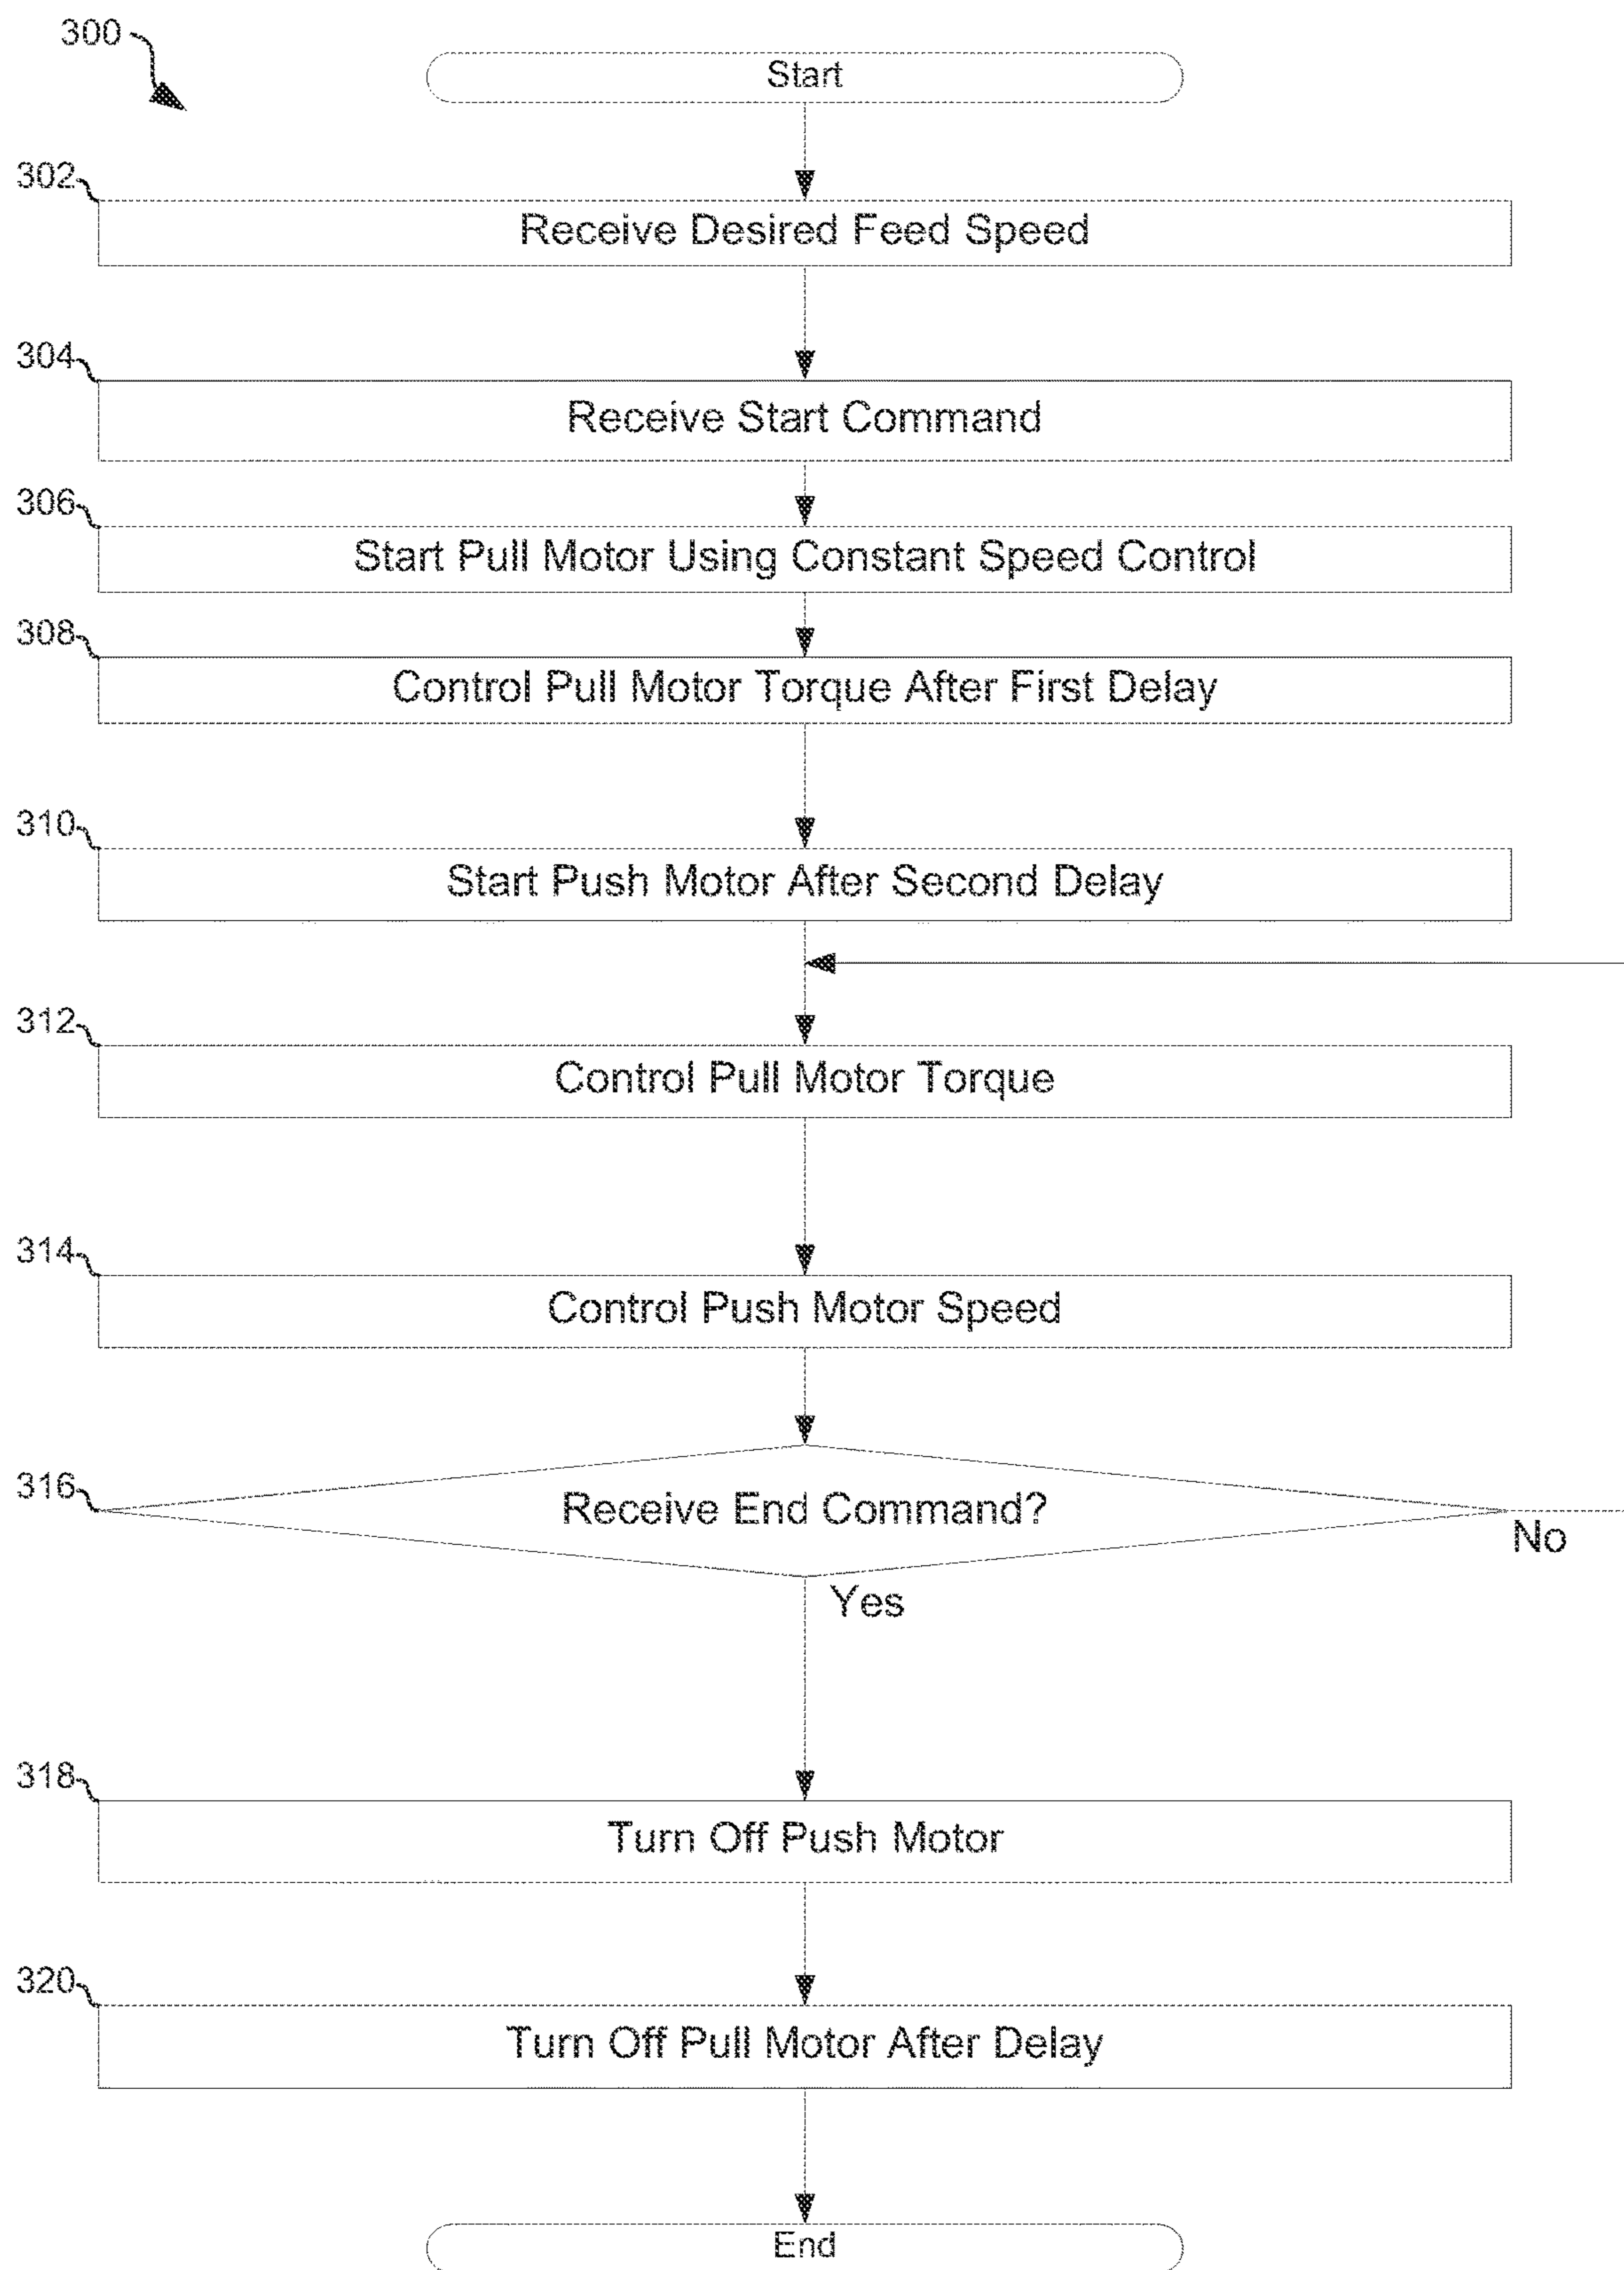 300
Start
302
Receive Desired Feed Speed
304
Receive Start Command
306
Start Pull Motor Using Constant Speed Control
308
Control Pull Motor Torque After First Delay
310
Start Push Motor After Second Delay
312
Control Pull Motor Torque
314
Control Push Motor Speed
316
Receive End Command?
No
Yes
318
Turn Off Push Motor
320
Turn Off Pull Motor After Delay
End